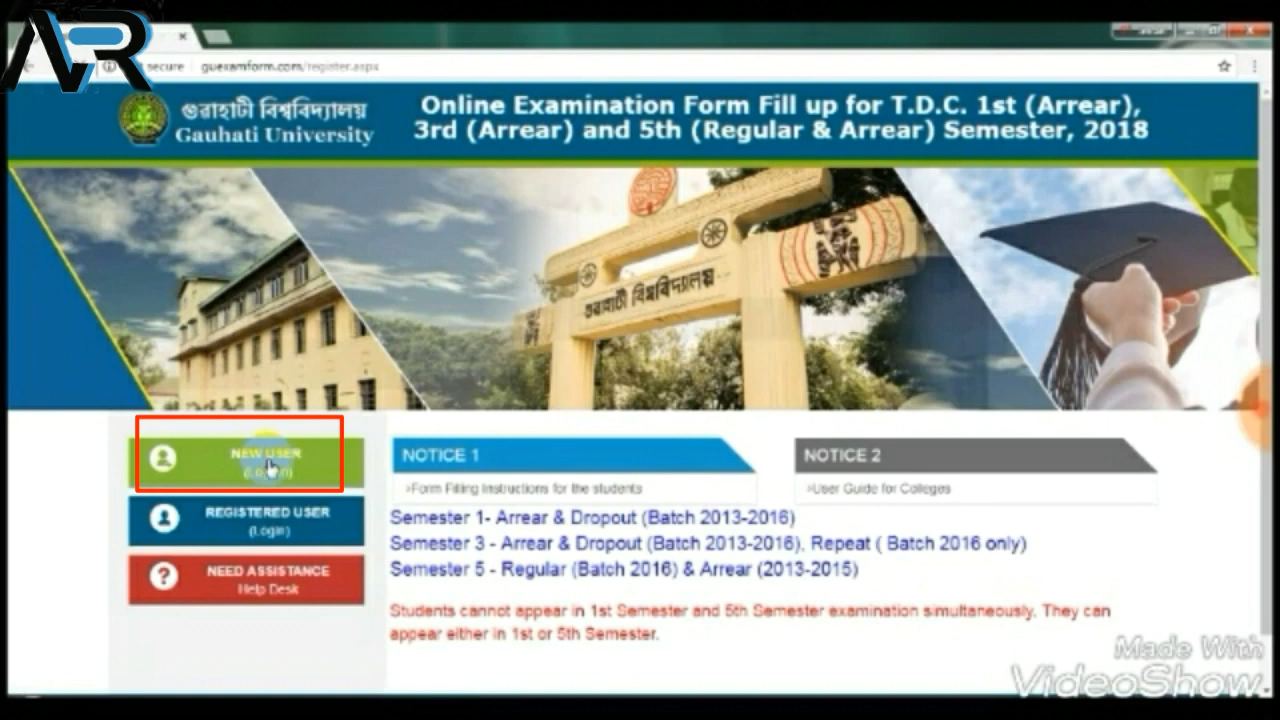 secure guexamform.com/register.aspx
গুৱাহাটী বিশ্ববিদ্যালয়
Gauhati University
Online Examination Form Fill up for T.D.C. 1st (Arrear),
3rd (Arrear) and 5th (Regular & Arrear) Semester, 2018
গুৱাহাটী বিশ্ববিদ্যালয়
NEW USER
REGISTERED USER
(Login)
NEED ASSISTANCE
Help Desk
NOTICE 1
>Form Filling Instructions for the students
NOTICE 2
>User Guide for Colleges
Semester 1- Arrear & Dropout (Batch 2013-2016)
Semester 3 - Arrear & Dropout (Batch 2013-2016), Repeat ( Batch 2016 only)
Semester 5 - Regular (Batch 2016) & Arrear (2013-2015)
Students cannot appear in 1st Semester and 5th Semester examination simultaneously. They can
appear either in 1st or 5th Semester.
Made With
VideoShow